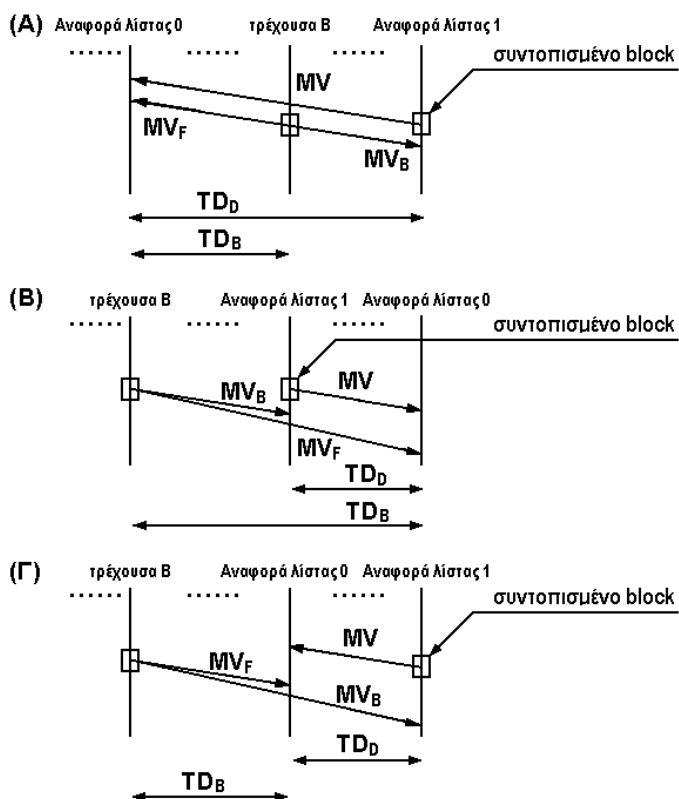 (Α)
Αναφορά λίστας 0 τρέχουσα Β Αναφορά λίστας 1
συντοπισμένο block
MV
MVF
MVB
TDD
TDB
(Β)
τρέχουσα Β Αναφορά λίστας 1 Αναφορά λίστας 0
συντοπισμένο block
MVB
MV
MVF
TDD
TDB
(Γ)
τρέχουσα Β Αναφορά λίστας 0 Αναφορά λίστας 1
συντοπισμένο block
MV
MVF
MVB
TDD
TDB